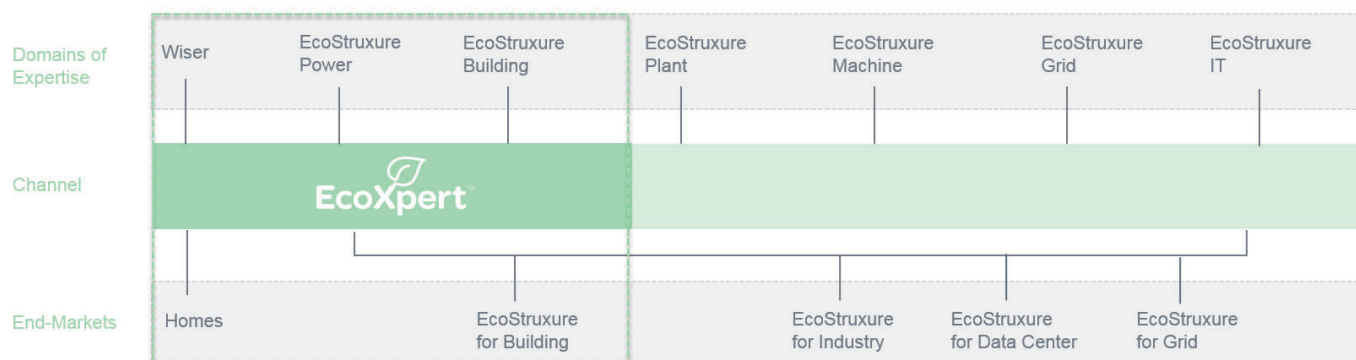 Domains of
Expertise
Wiser
EcoStruxure
Power
EcoStruxure
Building
EcoStruxure
Plant
EcoStruxure
Machine
EcoStruxure
Grid
EcoStruxure
IT
Channel
EcoXpert™
End-Markets
Homes
EcoStruxure
for Building
EcoStruxure
for Industry
EcoStruxure
for Data Center
EcoStruxure
for Grid